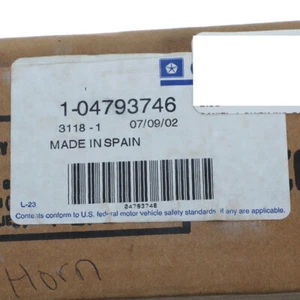 1-04793746
3118 - 1 07/09/02
MADE IN SPAIN
L-23
04793746
Contents conform to U.S. federal motor vehicle safety standards, if any are applicable.
Horn